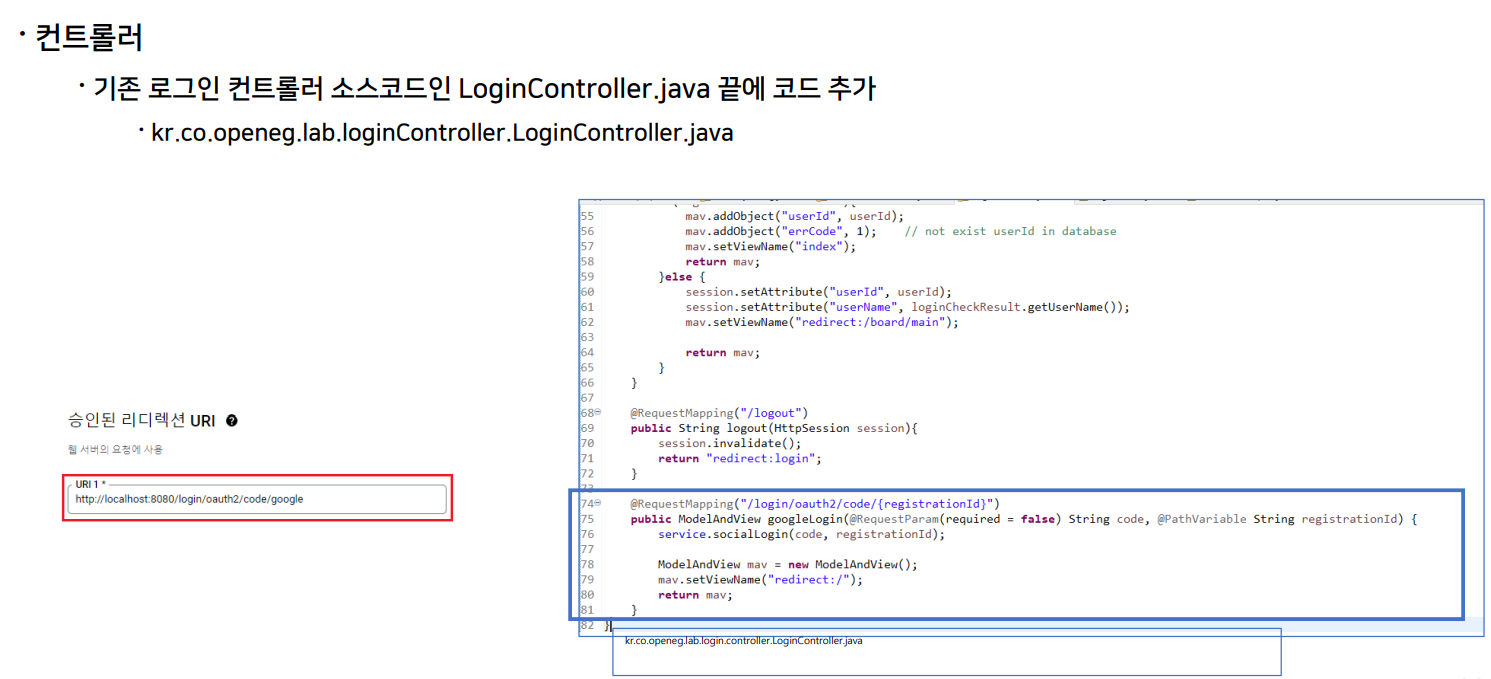 · 컨트롤러
· 기존 로그인 컨트롤러 소스코드인 LoginController.java 끝에 코드 추가
· kr.co.openeg.lab.loginController.LoginController.java
승인된 리디렉션 URI ?
웹 서버의 요청에 사용
URI 1 *
http://localhost:8080/login/oauth2/code/google
55 mav.addObject("userId", userId);
56 mav.addObject("errCode", 1); // not exist userId in database
57 mav.setViewName("index");
58 return mav;
59 }else {
60 session.setAttribute("userId", userId);
61 session.setAttribute("userName", loginCheckResult.getUserName());
62 mav.setViewName("redirect:/board/main");
63
64 return mav;
65 }
66 }
67
68 @RequestMapping("/logout")
69 public String logout(HttpSession session){
70 session.invalidate();
71 return "redirect:login";
72 }
73
74 @RequestMapping("/login/oauth2/code/{registrationId}")
75 public ModelAndView googleLogin(@RequestParam(required = false) String code, @PathVariable String registrationId) {
76 service.socialLogin(code, registrationId);
77
78 ModelAndView mav = new ModelAndView();
79 mav.setViewName("redirect:/");
80 return mav;
81 }
82 }
kr.co.openeg.lab.login.controller.LoginController.java